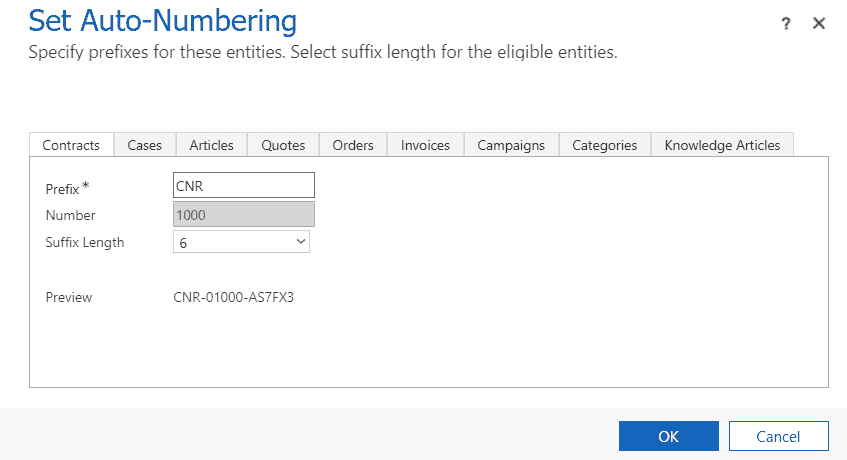 Set Auto-Numbering
? ✕
Specify prefixes for these entities. Select suffix length for the eligible entities.
Contracts Cases Articles Quotes Orders Invoices Campaigns Categories Knowledge Articles
Prefix* CNR
Number 1000
Suffix Length 6
Preview CNR-01000-AS7FX3
OK Cancel